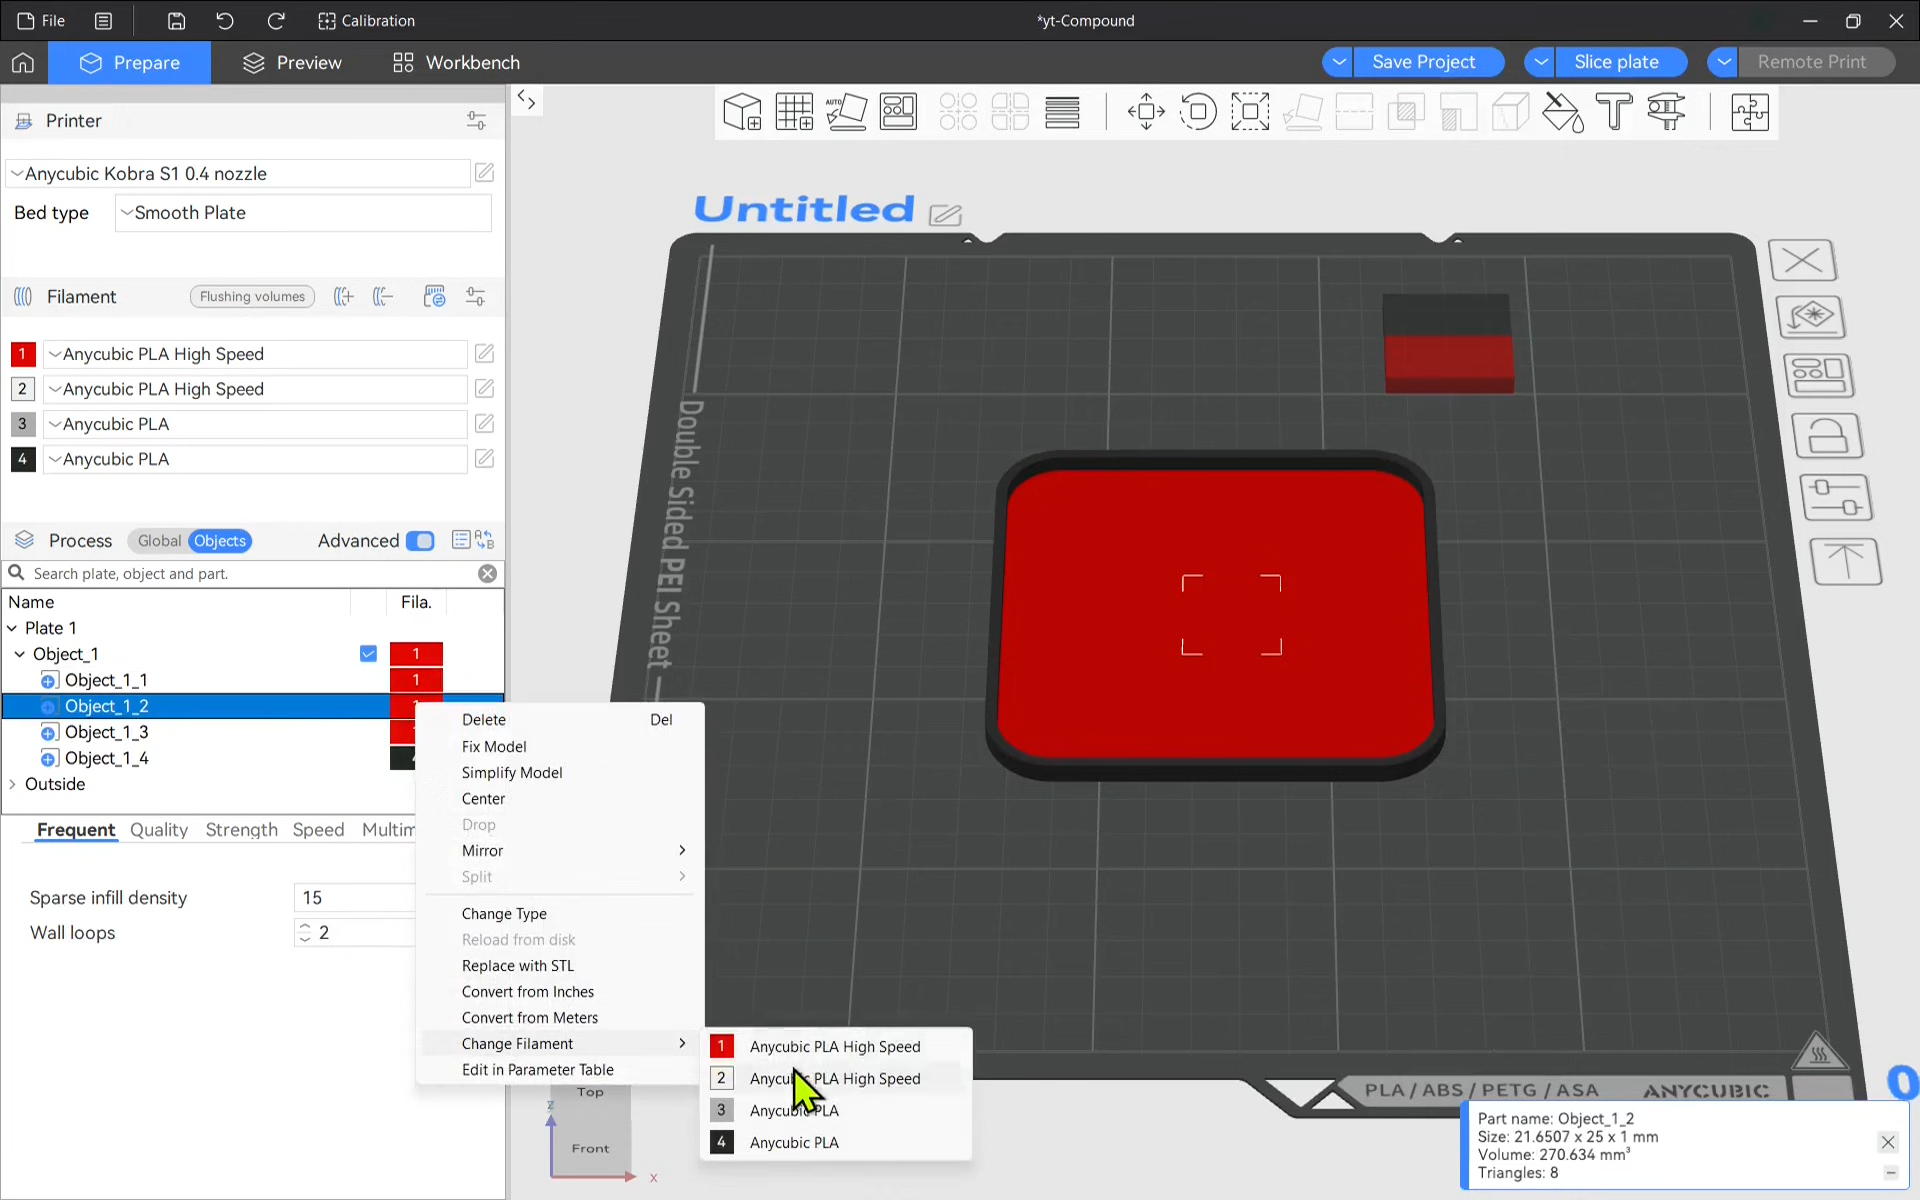 File
Calibration
*yt-Compound
Prepare
Preview
Workbench
Save Project
Slice plate
Remote Print
Printer
Anycubic Kobra S1 0.4 nozzle
Bed type
Smooth Plate
Filament
Flushing volumes
1 Anycubic PLA High Speed
2 Anycubic PLA High Speed
3 Anycubic PLA
4 Anycubic PLA
Process
Global
Objects
Advanced
Search plate, object and part.
Name
Fila.
Plate 1
Object_1
1
Object_1_1
1
Object_1_2
Object_1_3
Object_1_4
Outside
Frequent
Quality
Strength
Speed
Sparse infill density
15
Wall loops
2
Delete
Del
Fix Model
Simplify Model
Center
Drop
Mirror
Split
Change Type
Reload from disk
Replace with STL
Convert from Inches
Convert from Meters
Change Filament
Edit in Parameter Table
1 Anycubic PLA High Speed
2 Anycubic PLA High Speed
3 Anycubic PLA
4 Anycubic PLA
AUTO
Untitled
Double Sided PEI Sheet
PLA / ABS / PETG / ASA
ANYCUBIC
Top
Front
Z
X
Part name: Object_1_2
Size: 21.6507 x 25 x 1 mm
Volume: 270.634 mm³
Triangles: 8